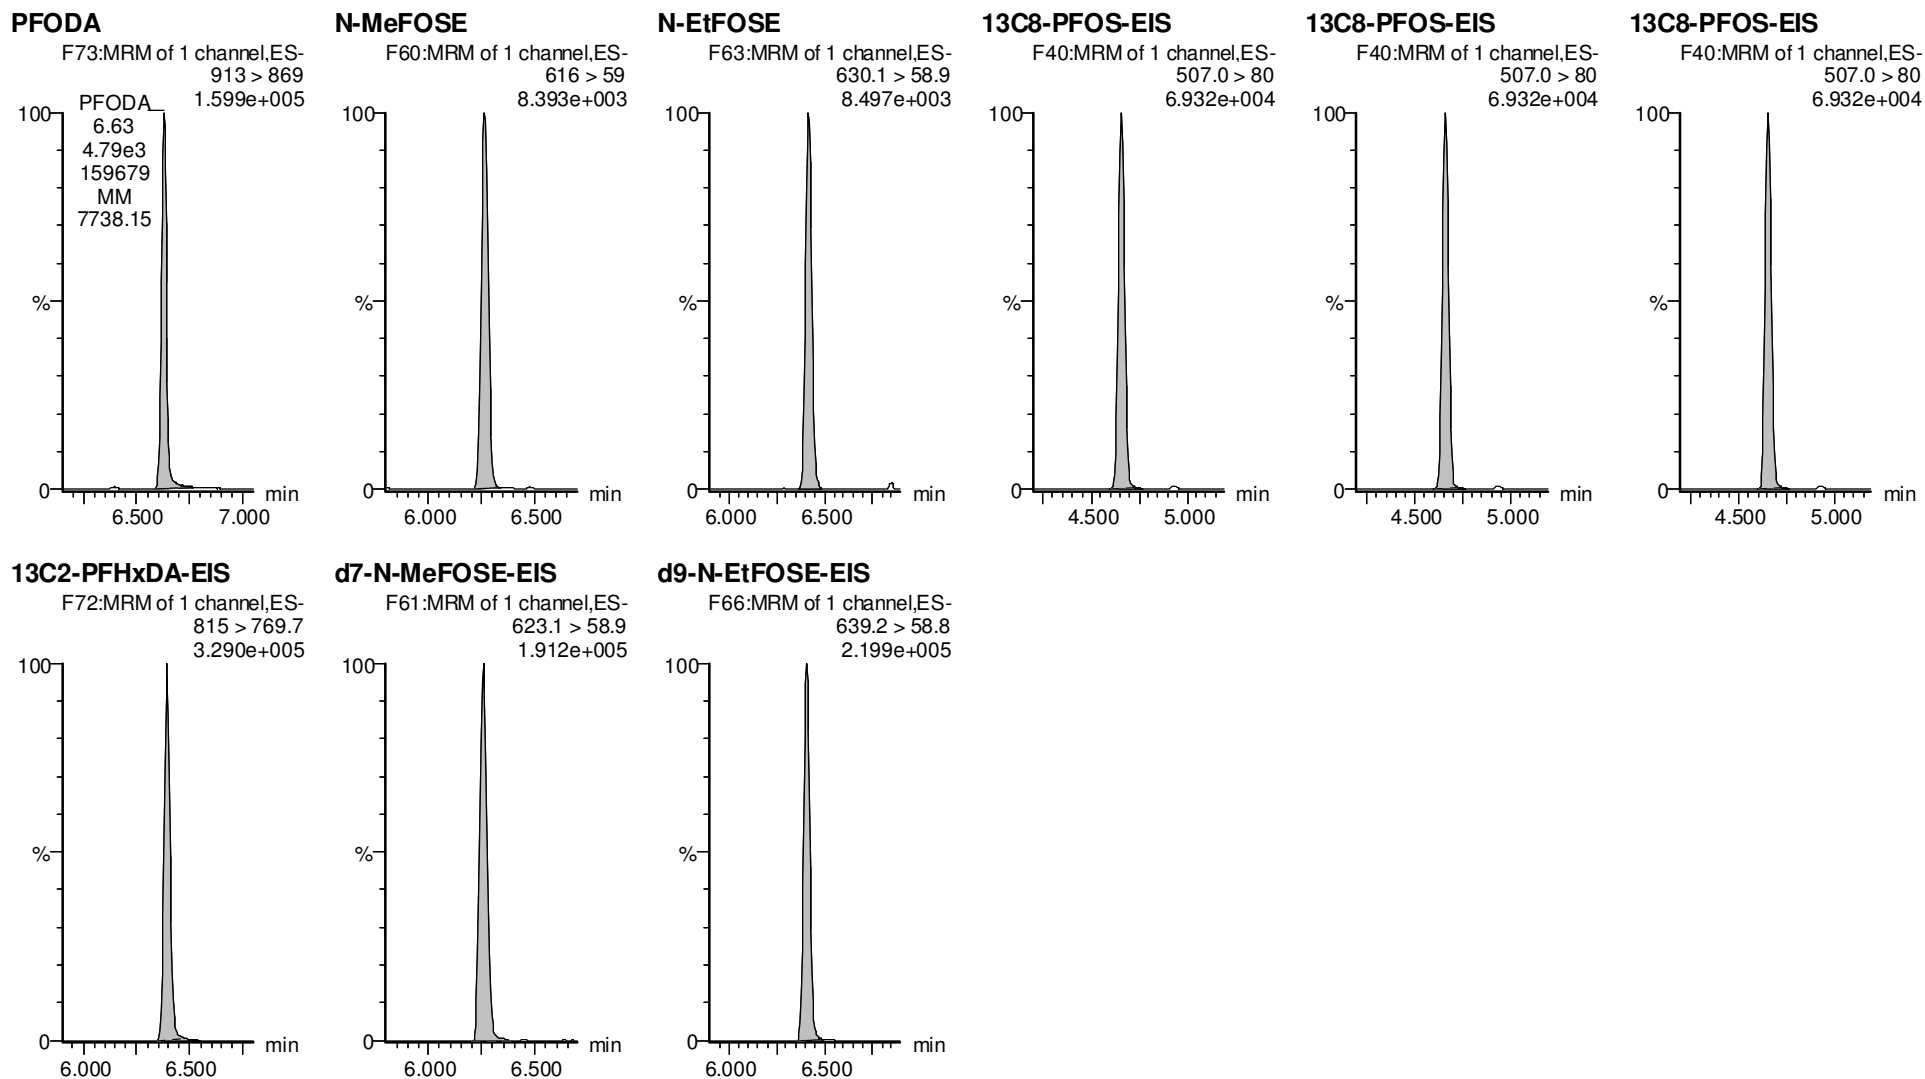 PFODA
F73:MRM of 1 channel,ES-
913 > 869
1.599e+005
100
PFODA
6.63
4.79e3
159679
MM
7738.15
%
0
min
6.500 7.000
N-MeFOSE
F60:MRM of 1 channel,ES-
616 > 59
8.393e+003
100
%
0
min
6.000 6.500
N-EtFOSE
F63:MRM of 1 channel,ES-
630.1 > 58.9
8.497e+003
100
%
0
min
6.000 6.500
13C8-PFOS-EIS
F40:MRM of 1 channel,ES-
507.0 > 80
6.932e+004
100
%
0
min
4.500 5.000
13C8-PFOS-EIS
F40:MRM of 1 channel,ES-
507.0 > 80
6.932e+004
100
%
0
min
4.500 5.000
13C8-PFOS-EIS
F40:MRM of 1 channel,ES-
507.0 > 80
6.932e+004
100
%
0
min
4.500 5.000
13C2-PFHxDA-EIS
F72:MRM of 1 channel,ES-
815 > 769.7
3.290e+005
100
%
0
min
6.000 6.500
d7-N-MeFOSE-EIS
F61:MRM of 1 channel,ES-
623.1 > 58.9
1.912e+005
100
%
0
min
6.000 6.500
d9-N-EtFOSE-EIS
F66:MRM of 1 channel,ES-
639.2 > 58.8
2.199e+005
100
%
0
min
6.000 6.500